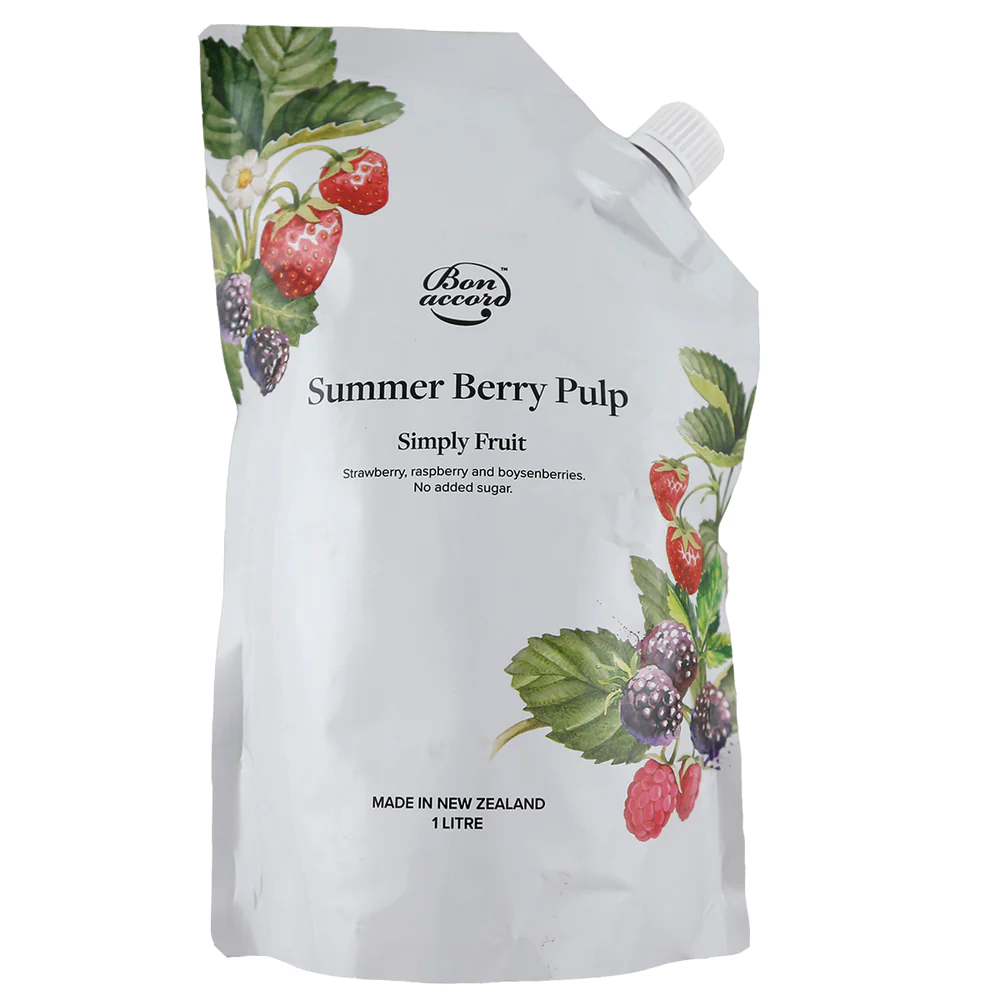 Bon
accord™
Summer Berry Pulp
Simply Fruit
Strawberry, raspberry and boysenberries.
No added sugar.
MADE IN NEW ZEALAND
1 LITRE